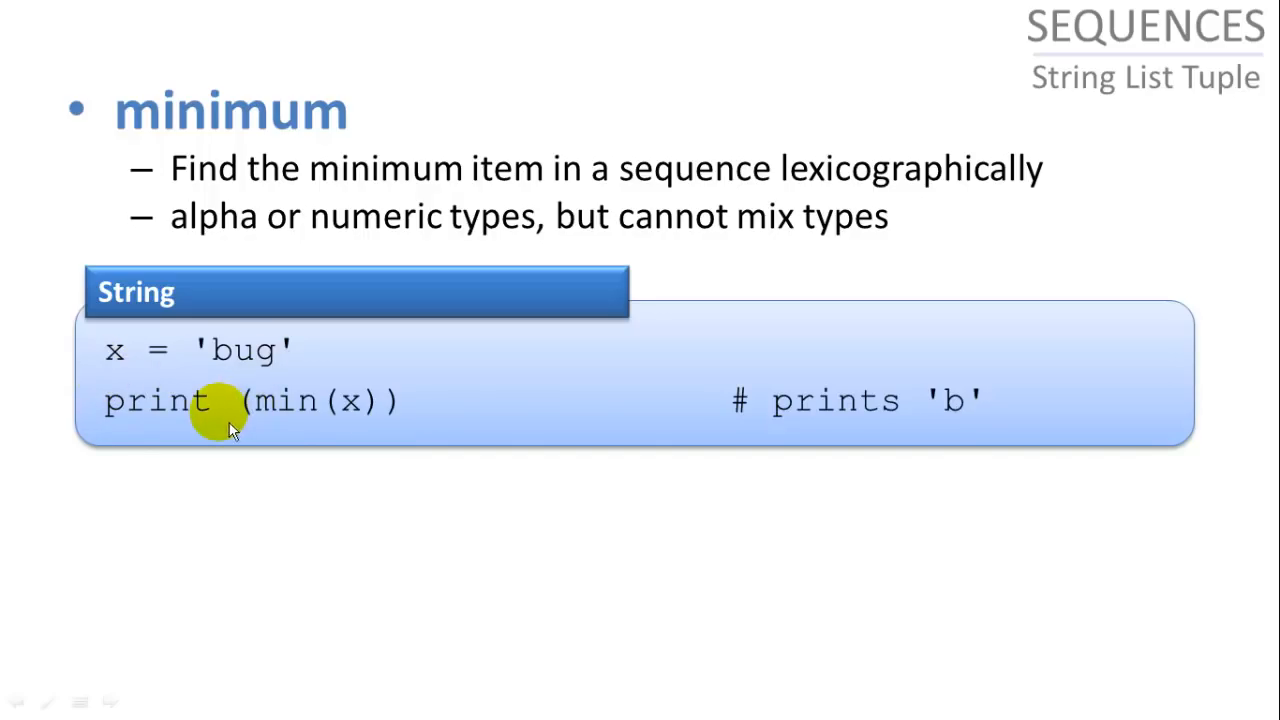 SEQUENCES
String List Tuple
• minimum
– Find the minimum item in a sequence lexicographically
– alpha or numeric types, but cannot mix types
String
x = 'bug'
print (min(x)) # prints 'b'